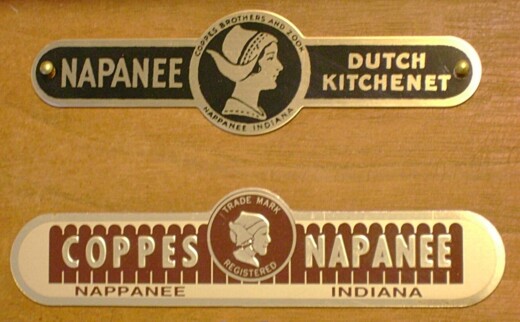 COPPES BROTHERS AND ZOOK
NAPANEE
DUTCH
KITCHENET
NAPPANEE INDIANA
TRADE MARK
COPPES NAPANEE
REGISTERED
NAPPANEE INDIANA